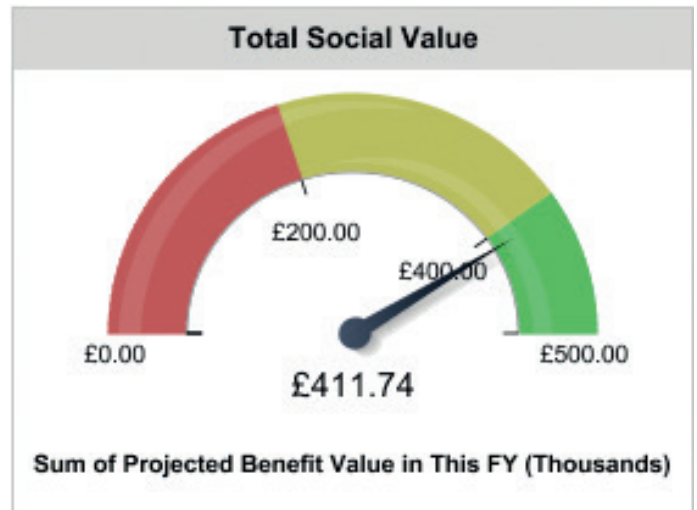 Total Social Value
£200.00
£400.00
£0.00
£500.00
£411.74
Sum of Projected Benefit Value in This FY (Thousands)